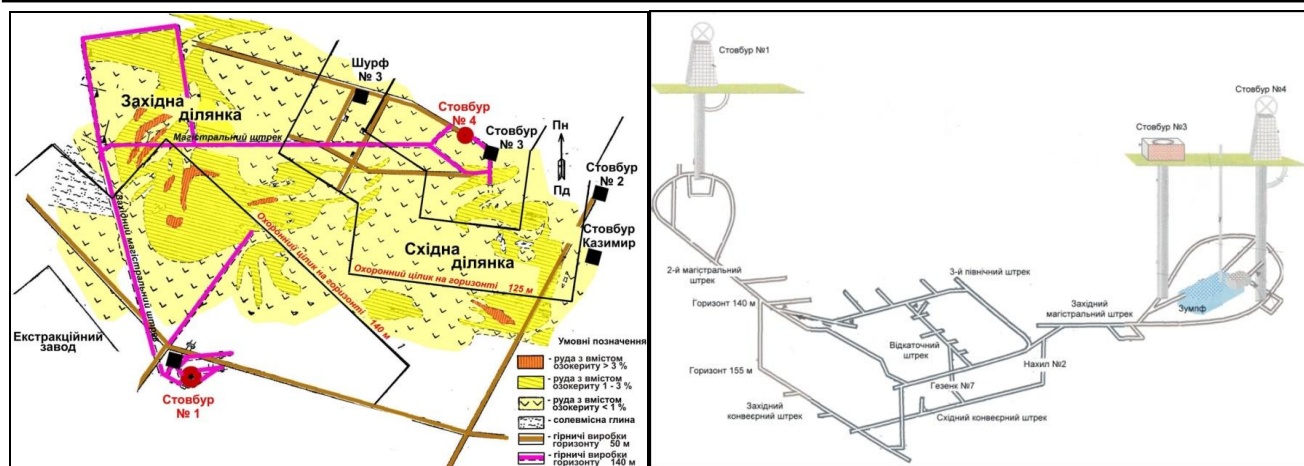 Шурф
№ 3
Західна
ділянка
Стовбур
№ 4
Стовбур
№ 3
Магістральний штрек
Пн
Пд
Стовбур
№ 2
Стовбур
Казимир
Західний магістральний штрек
Охоронний цілик на горизонті 140 м
Східна
ділянка
Охоронний цілик на горизонті 125 м
Екстракційний
завод
Стовбур
№ 1
Умовні позначення
- руда з вмістом
озокериту > 3 %
- руда з вмістом
озокериту 1 - 3 %
- руда з вмістом
озокериту < 1 %
- солевмісна глина
- гірничі виробки
горизонту 50 м
- гірничі виробки
горизонту 140 м
Стовбур №1
Стовбур №4
Стовбур №3
2-й магістральний
штрек
3-й північний штрек
Горизонт 140 м
Західний
магістральний штрек
Зумпф
Відкаточний
штрек
Нахил №2
Горизонт 155 м
Гезенк №7
Західний
конвеєрний штрек
Східний конвеєрний штрек